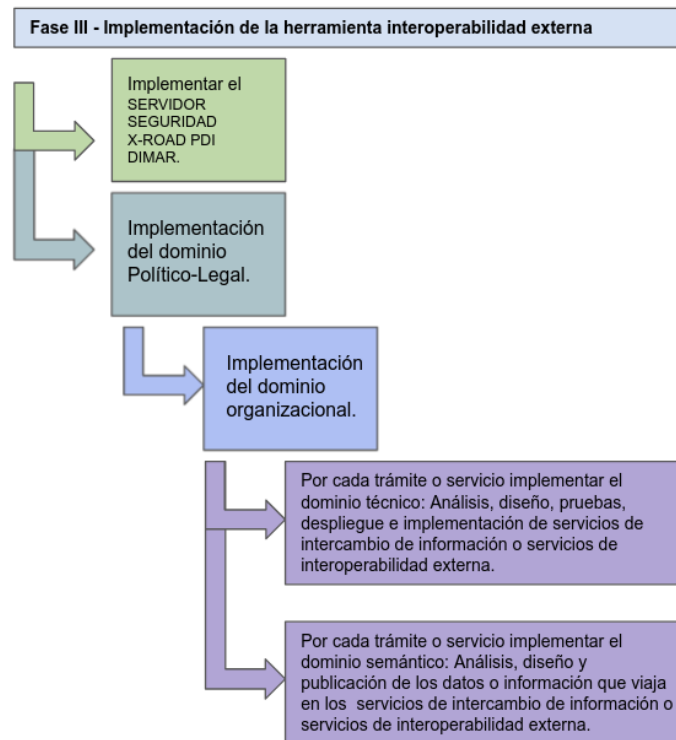 Fase III - Implementación de la herramienta interoperabilidad externa
Implementar el
SERVIDOR
SEGURIDAD
X-ROAD PDI
DIMAR.
Implementación
del dominio
Político-Legal.
Implementación
del dominio
organizacional.
Por cada trámite o servicio implementar el
dominio técnico: Análisis, diseño, pruebas,
despliegue e implementación de servicios de
intercambio de información o servicios de
interoperabilidad externa.
Por cada trámite o servicio implementar el
dominio semántico: Análisis, diseño y
publicación de los datos o información que viaja
en los servicios de intercambio de información o
servicios de interoperabilidad externa.